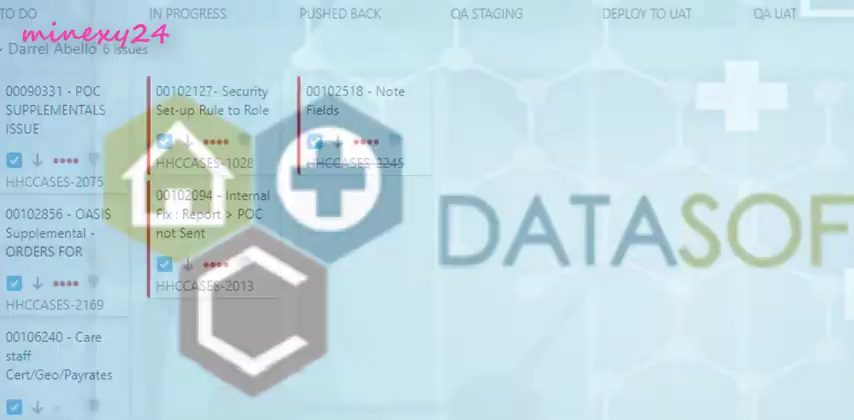 TO DO
IN PROGRESS
PUSHED BACK
QA STAGING
DEPLOY TO UAT
QA UAT
minexy24
Darrel Abello 6 issues
00090331 - POC
SUPPLEMENTALS
ISSUE
HHCCASES-2075
00102856 - OASIS
Supplemental -
ORDERS FOR
HHCCASES-2169
00106240 - Care
staff
Cert/Geo/Payrates
00102127- Security
Set-up Rule to Role
HHCCASES-1028
00102094 - Internal
Fix : Report > POC
not Sent
HHCCASES-2013
00102518 - Note
Fields
HHCCASES-3245
DATASOF